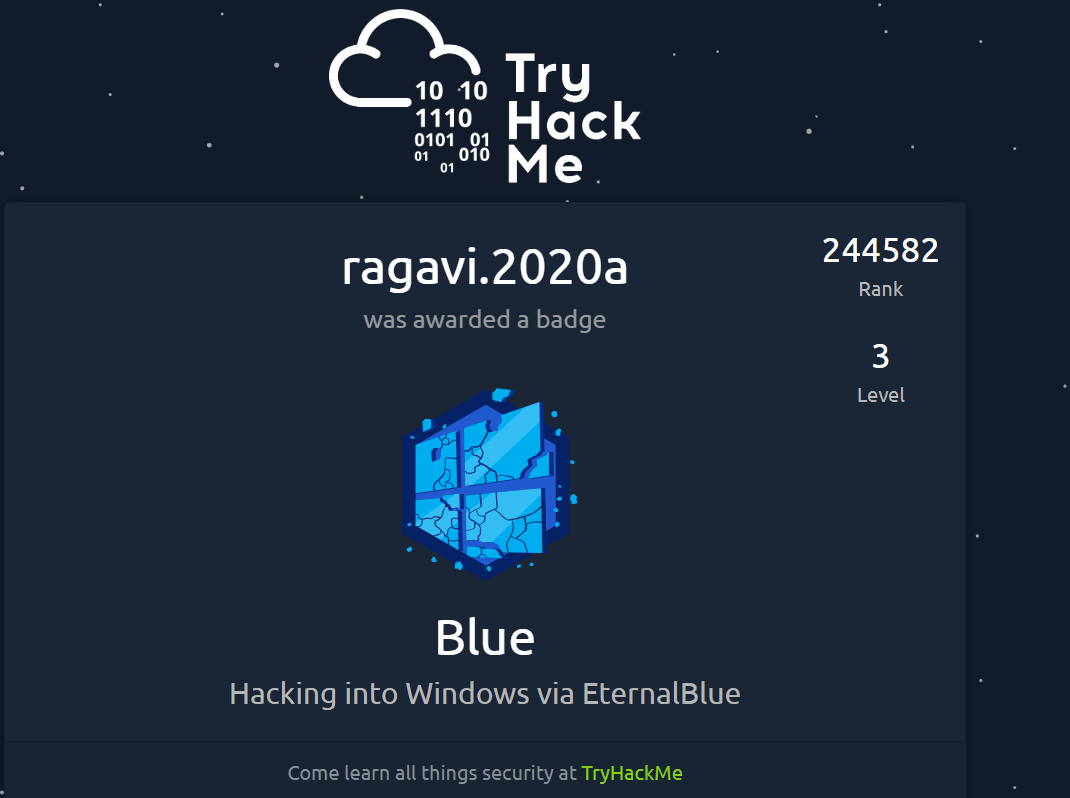 10 10
1110
0101 01
01 010
01
Try
Hack
Me
ragavi.2020a
was awarded a badge
244582
Rank
3
Level
Blue
Hacking into Windows via EternalBlue
Come learn all things security at TryHackMe